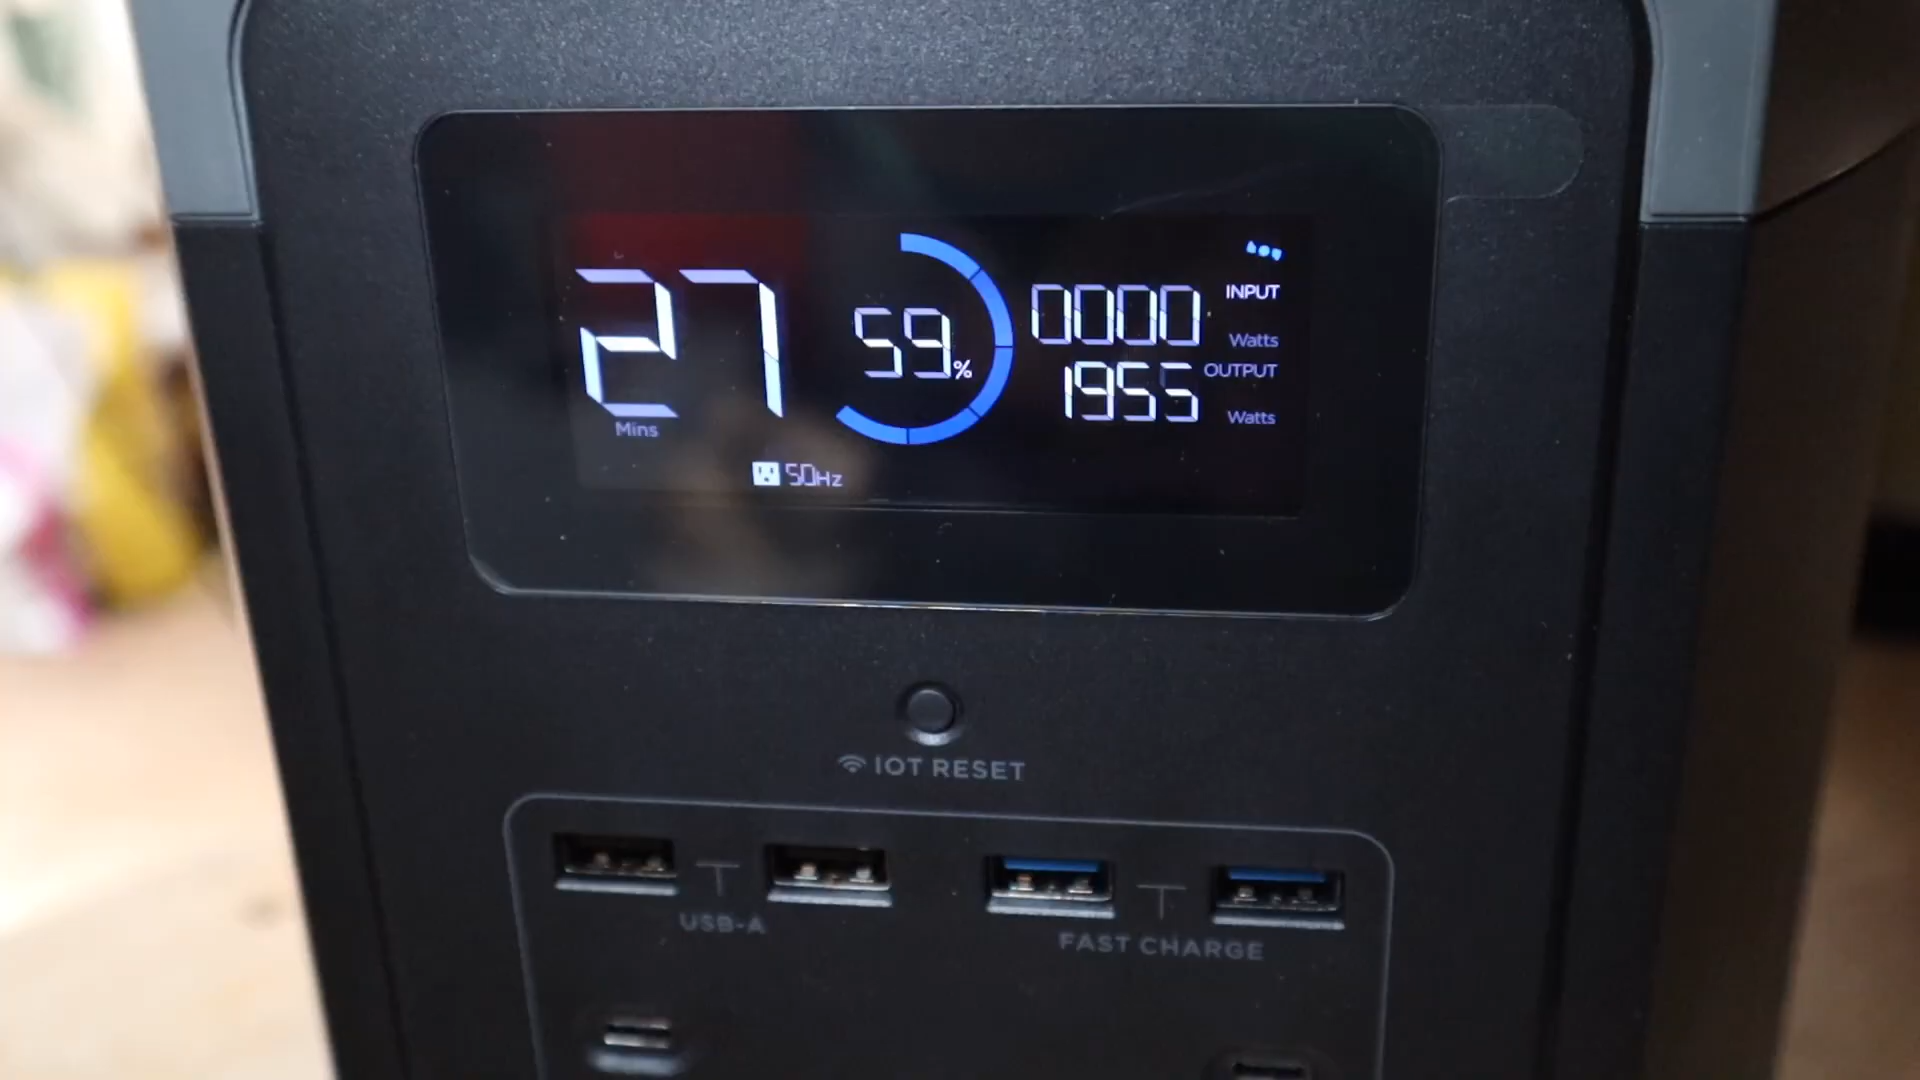 27
Mins
59%
0000
INPUT
Watts
1955
OUTPUT
Watts
50Hz
IOT RESET
USB-A
FAST CHARGE